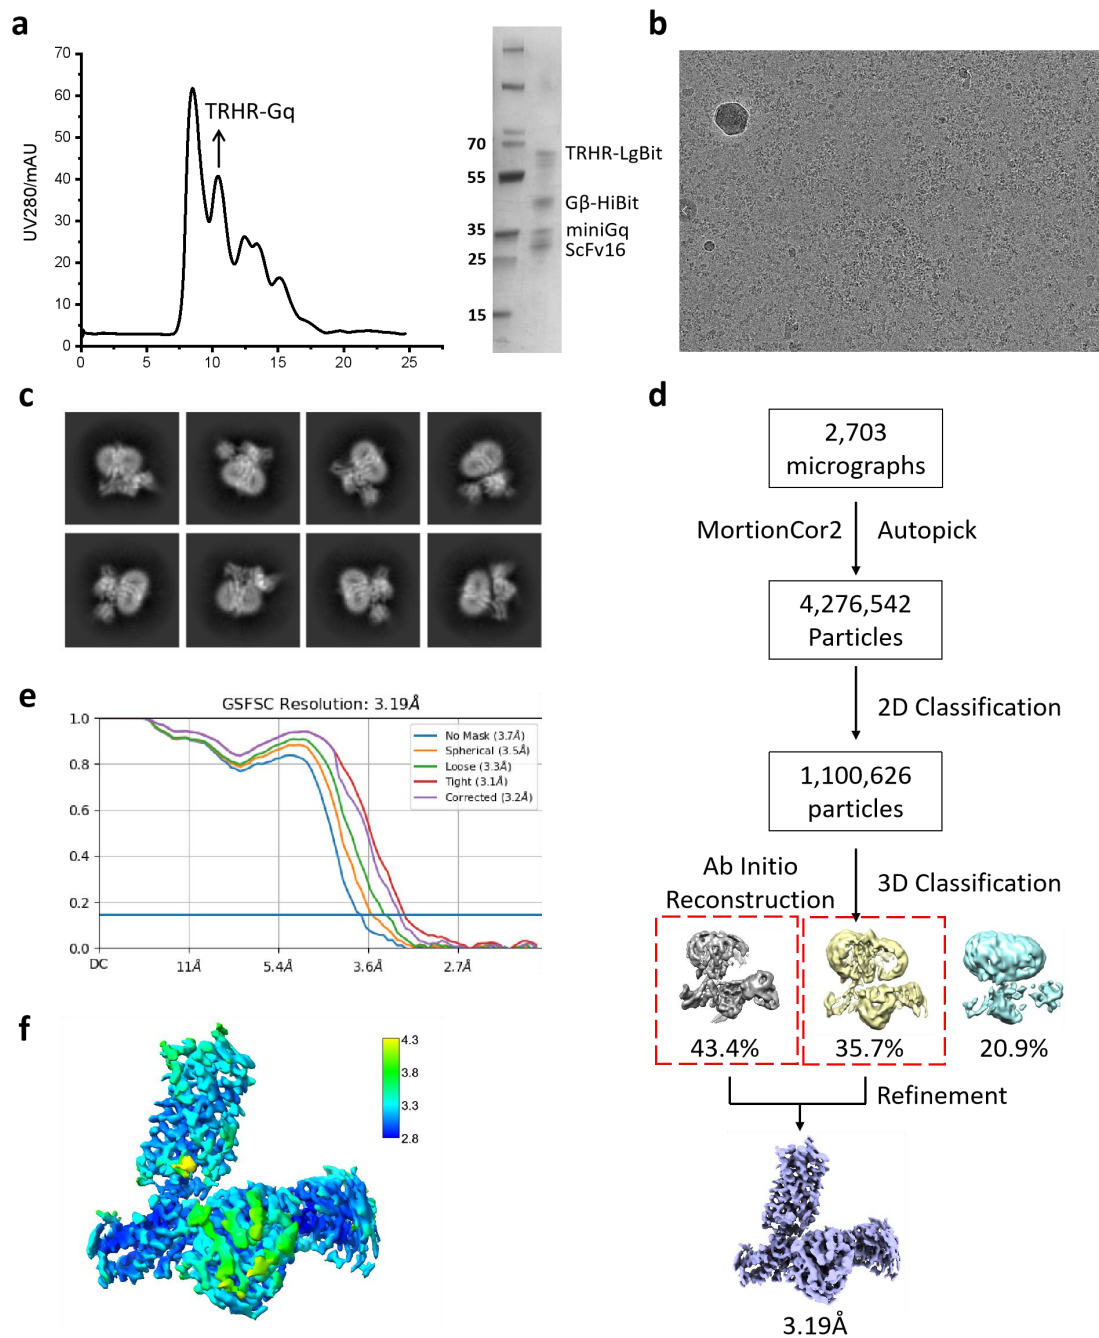 a
70
60
50
40
30
20
10
0
UV280/mAU
TRHR-Gq
0
5
10
15
20
25
70
55
35
25
15
TRHR-LgBit
Gβ-HiBit
miniGq
ScFv16
b
c
d
2,703
micrographs
MortionCor2
Autopick
4,276,542
Particles
2D Classification
1,100,626
particles
Ab Initio
Reconstruction
3D Classification
43.4%
35.7%
20.9%
Refinement
3.19Å
e
GSFSC Resolution: 3.19Å
1.0
0.8
0.6
0.4
0.2
0.0
DC
11Å
5.4Å
3.6Å
2.7Å
No Mask (3.7Å)
Spherical (3.5Å)
Loose (3.3Å)
Tight (3.1Å)
Corrected (3.2Å)
f
4.3
3.8
3.3
2.8